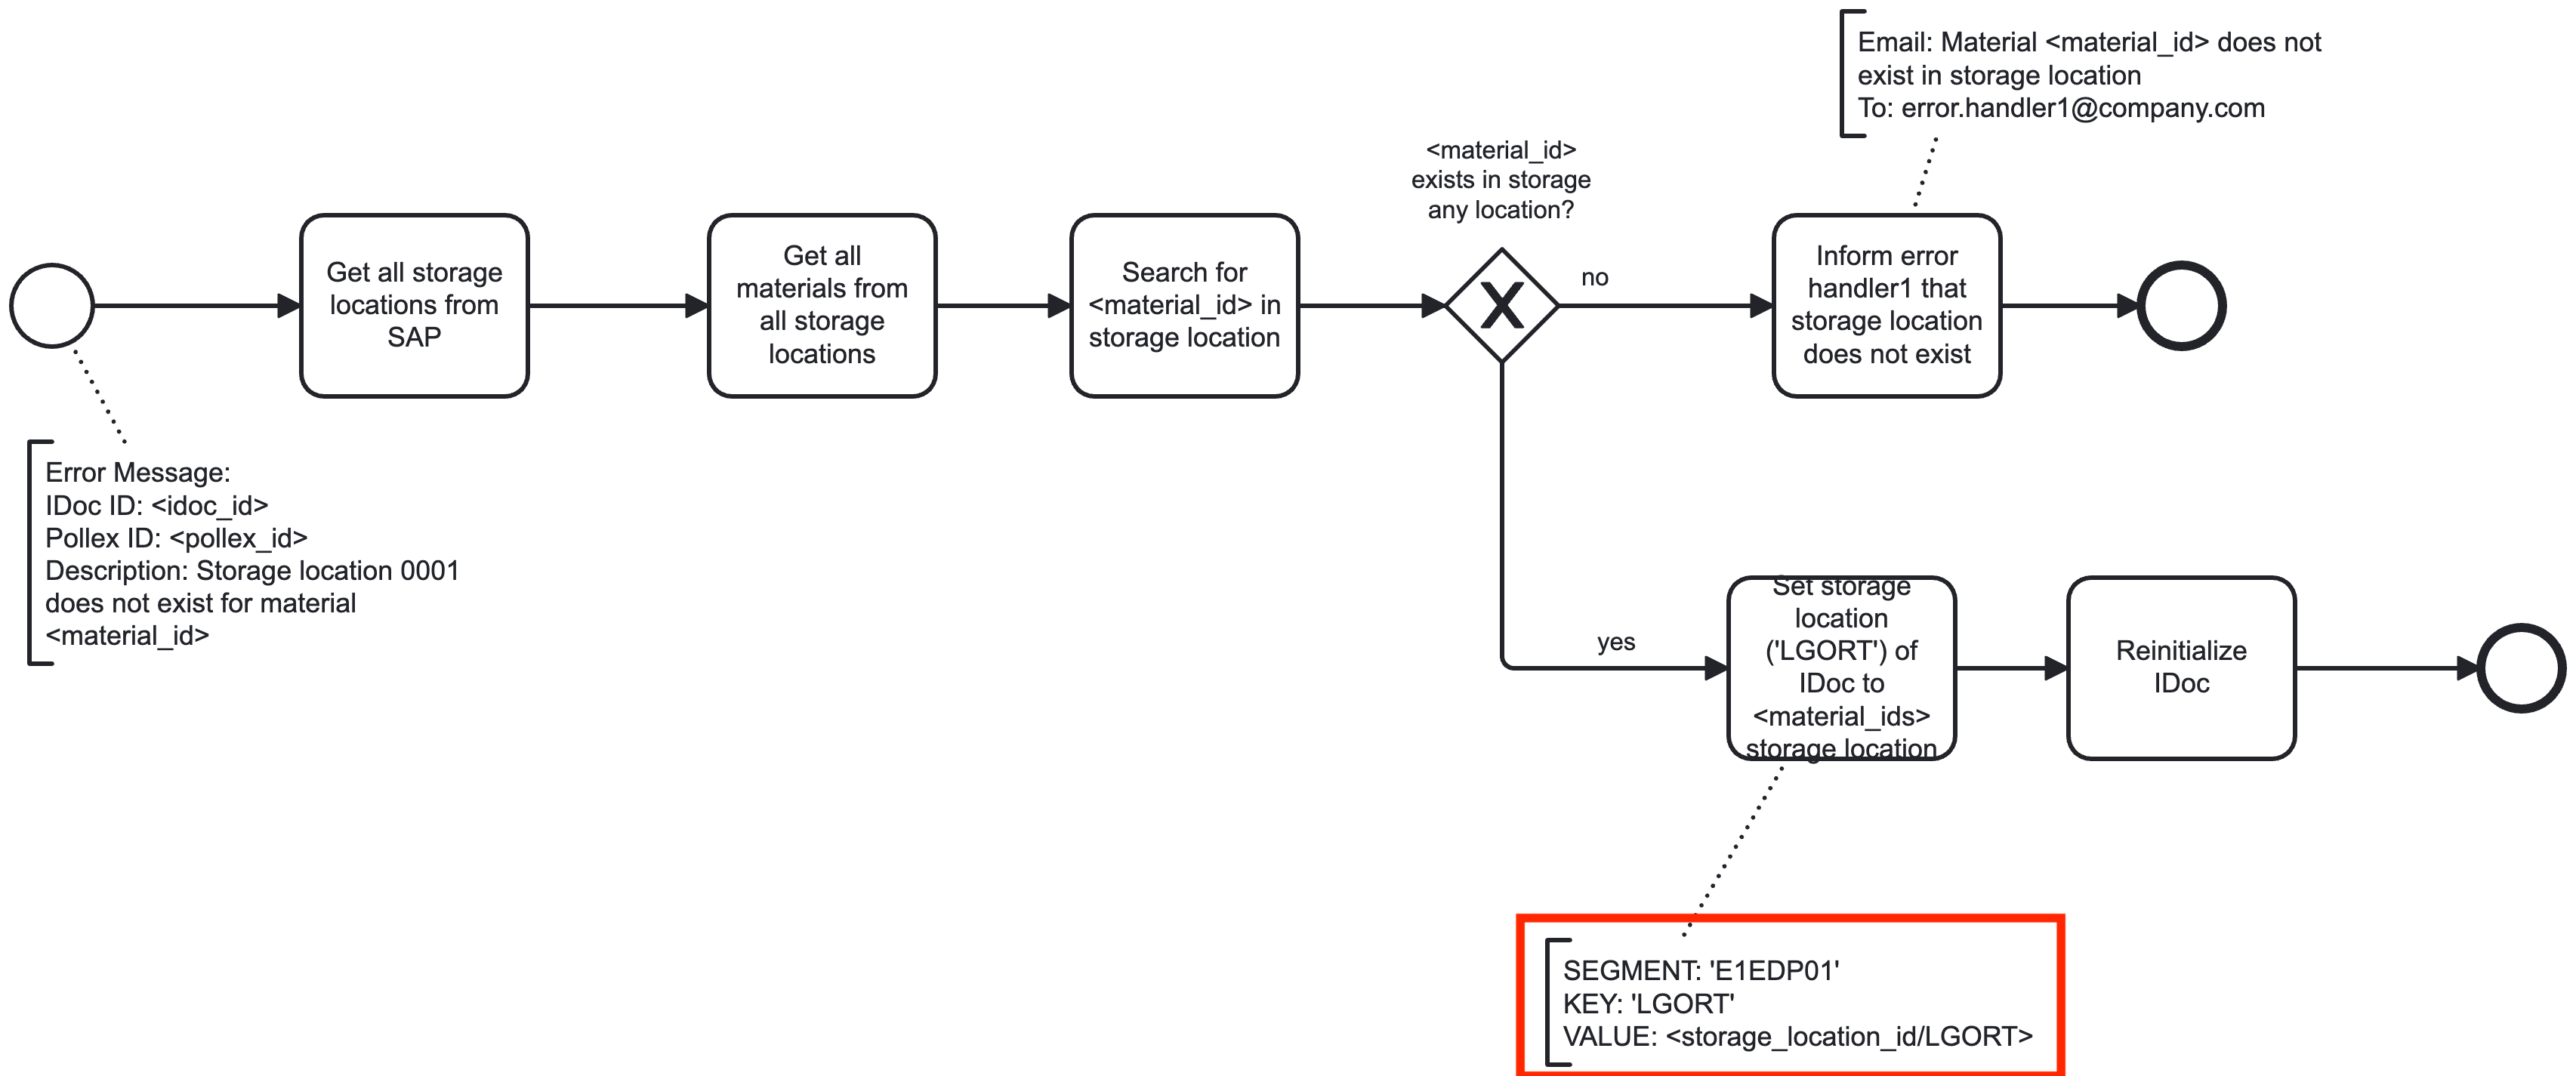 Email: Material <material_id> does not
exist in storage location
To: error.handler1@company.com
<material_id>
exists in storage
any location?
Get all storage
locations from
SAP
Get all
materials from
all storage
locations
Search for
<material_id> in
storage location
X
no
Inform error
handler1 that
storage location
does not exist
Error Message:
IDoc ID: <idoc_id>
Pollex ID: <pollex_id>
Description: Storage location 0001
does not exist for material
<material_id>
yes
Set storage
location
('LGORT') of
IDoc to
<material_ids>
storage location
Reinitialize
IDoc
SEGMENT: 'E1EDP01'
KEY: 'LGORT'
VALUE: <storage_location_id/LGORT>